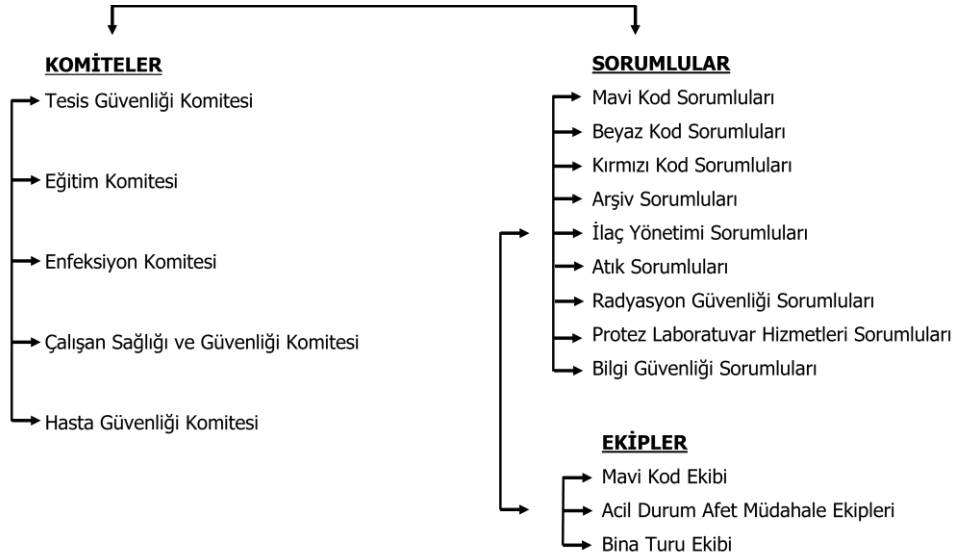 KOMİTELER
Tesis Güvenliği Komitesi
Eğitim Komitesi
Enfeksiyon Komitesi
Çalışan Sağlığı ve Güvenliği Komitesi
Hasta Güvenliği Komitesi
SORUMLULAR
Mavi Kod Sorumluları
Beyaz Kod Sorumluları
Kırmızı Kod Sorumluları
Arşiv Sorumluları
İlaç Yönetimi Sorumluları
Atık Sorumluları
Radyasyon Güvenliği Sorumluları
Protez Laboratuvar Hizmetleri Sorumluları
Bilgi Güvenliği Sorumluları
EKİPLER
Mavi Kod Ekibi
Acil Durum Afet Müdahale Ekipleri
Bina Turu Ekibi